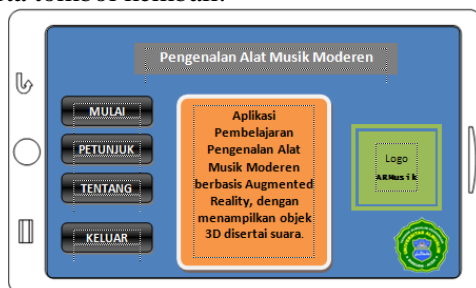 Pengenalan Alat Musik Moderen
MULAI
PETUNJUK
TENTANG
KELUAR
Aplikasi
Pembelajaran
Pengenalan Alat
Musik Moderen
berbasis Augmented
Reality, dengan
menampilkan objek
3D disertai suara.
Logo
ARMusik